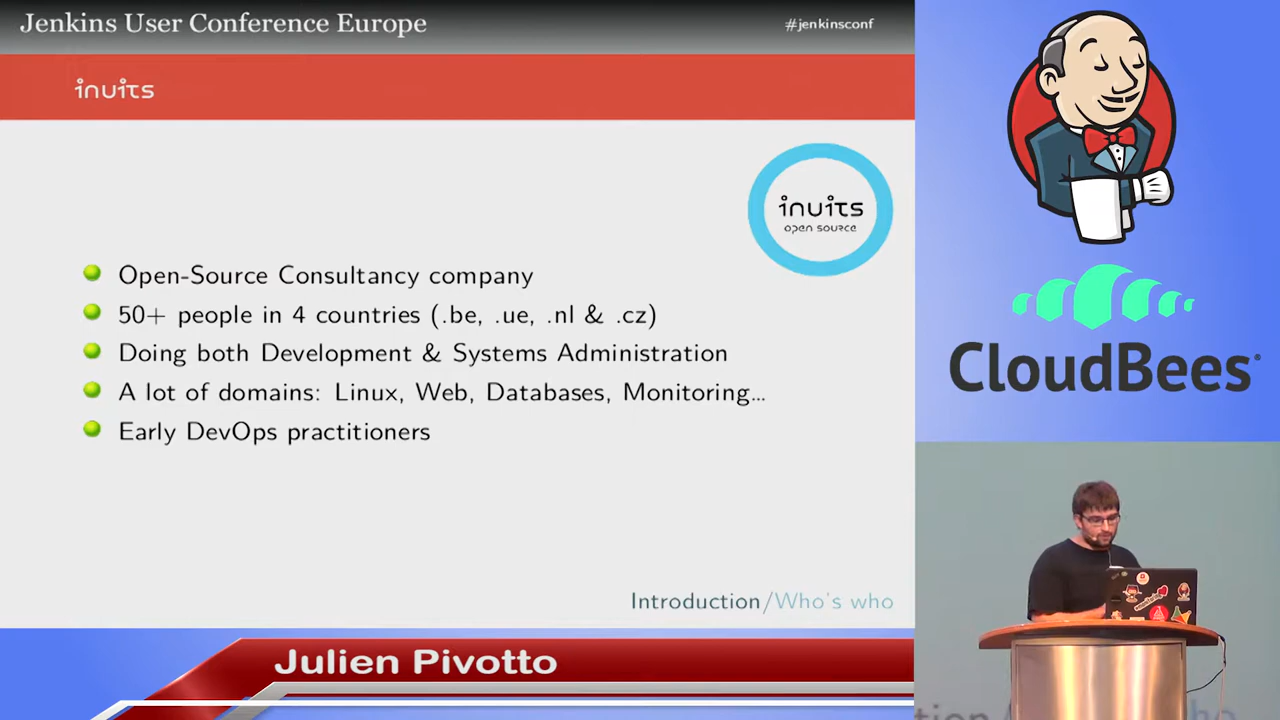 Jenkins User Conference Europe
#jenkinsconf
inuits
inuits
open source
Open-Source Consultancy company
50+ people in 4 countries (.be, .ue, .nl & .cz)
Doing both Development & Systems Administration
A lot of domains: Linux, Web, Databases, Monitoring...
Early DevOps practitioners
Introduction/Who's who
CloudBees®
Julien Pivotto